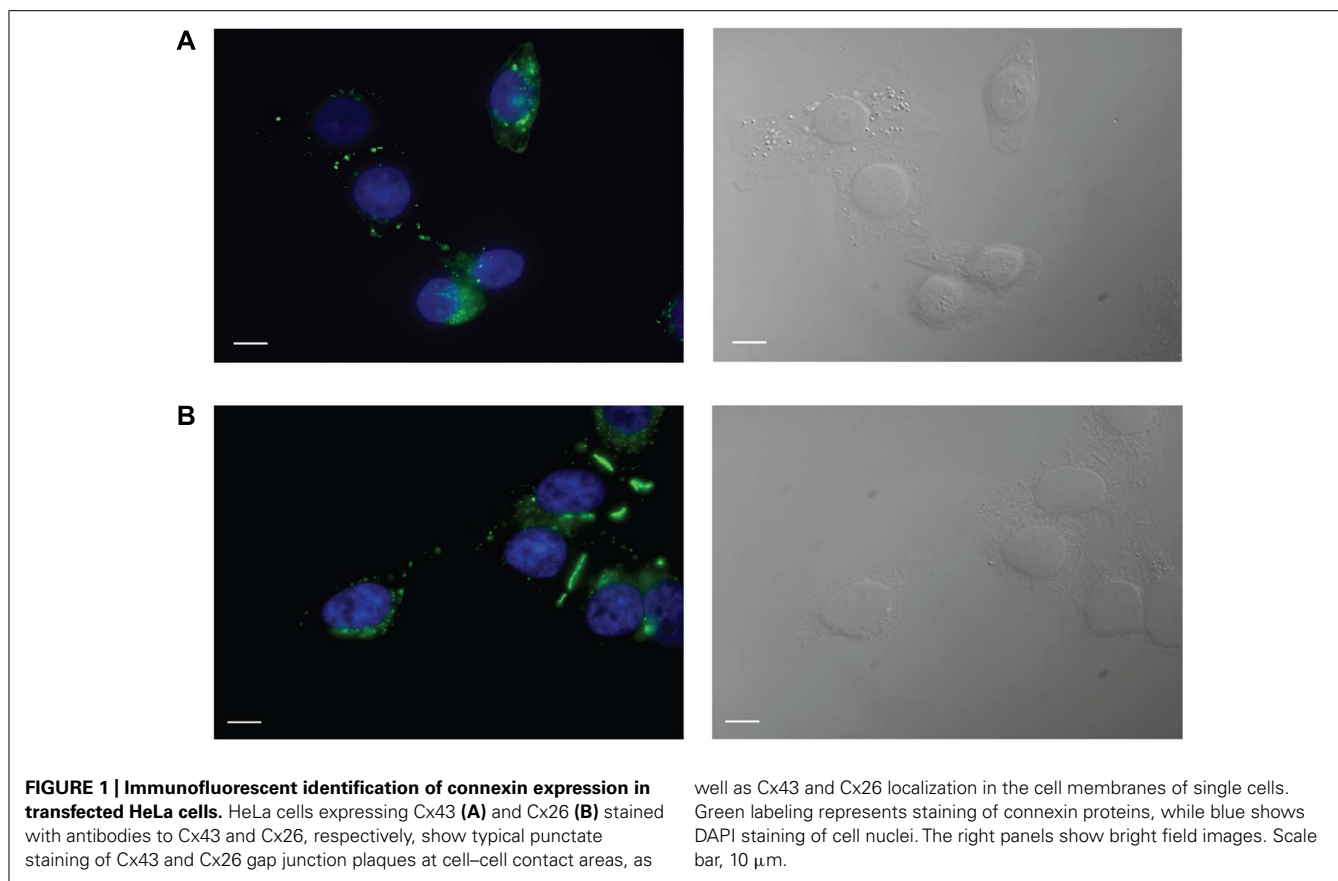 A
B
FIGURE 1 | Immunofluorescent identification of connexin expression in
transfected HeLa cells. HeLa cells expressing Cx43 (A) and Cx26 (B) stained
with antibodies to Cx43 and Cx26, respectively, show typical punctate
staining of Cx43 and Cx26 gap junction plaques at cell–cell contact areas, as
well as Cx43 and Cx26 localization in the cell membranes of single cells.
Green labeling represents staining of connexin proteins, while blue shows
DAPI staining of cell nuclei. The right panels show bright field images. Scale
bar, 10 μm.